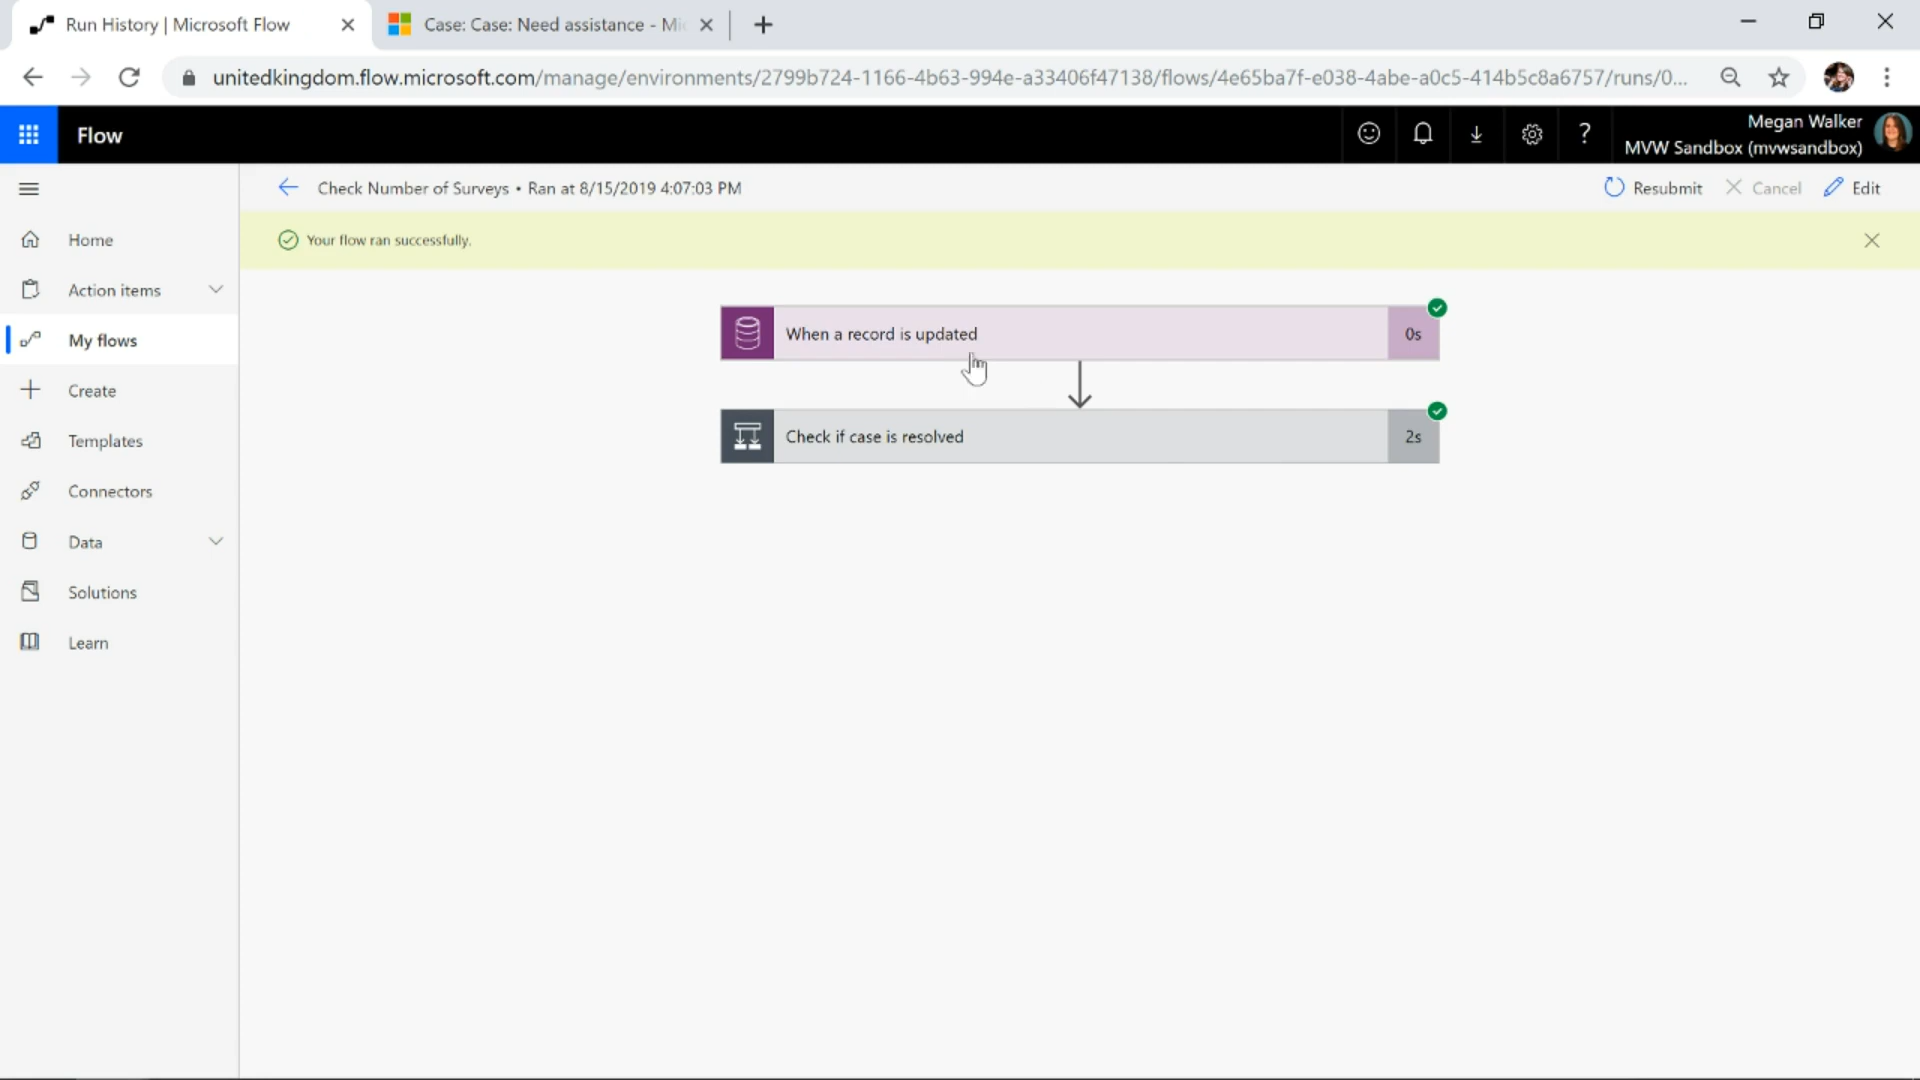 Run History | Microsoft Flow
Case: Case: Need assistance - Mi
unitedkingdom.flow.microsoft.com/manage/environments/2799b724-1166-4b63-994e-a33406f47138/flows/4e65ba7f-e038-4abe-a0c5-414b5c8a6757/runs/0...
Flow
?
Megan Walker
MVW Sandbox (mvwsandbox)
Check Number of Surveys • Ran at 8/15/2019 4:07:03 PM
Resubmit
Cancel
Edit
Your flow ran successfully.
Home
Action items
My flows
Create
Templates
Connectors
Data
Solutions
Learn
When a record is updated
0s
Check if case is resolved
2s